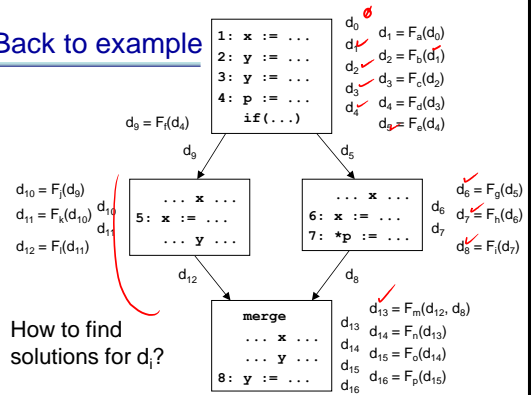 Back to example
d0 ø
1: x := ...
2: y := ...
3: y := ...
4: p := ...
if(...)
d1
d2
d3
d4
d1 = Fa(d0)
d2 = Fb(d1)
d3 = Fc(d2)
d4 = Fd(d3)
d5 = Fe(d4)
d9 = Ff(d4)
d9
d5
d10 = Fj(d9)
d11 = Fk(d10)
d12 = Fl(d11)
d10
d11
... x ...
5: x := ...
... y ...
... x ...
6: x := ...
7: *p := ...
d6
d7
d6 = Fg(d5)
d7 = Fh(d6)
d8 = Fi(d7)
d12
d8
How to find
solutions for di?
merge
... x ...
... y ...
8: y := ...
d13
d14
d15
d16
d13 = Fm(d12, d8)
d14 = Fn(d13)
d15 = Fo(d14)
d16 = Fp(d15)